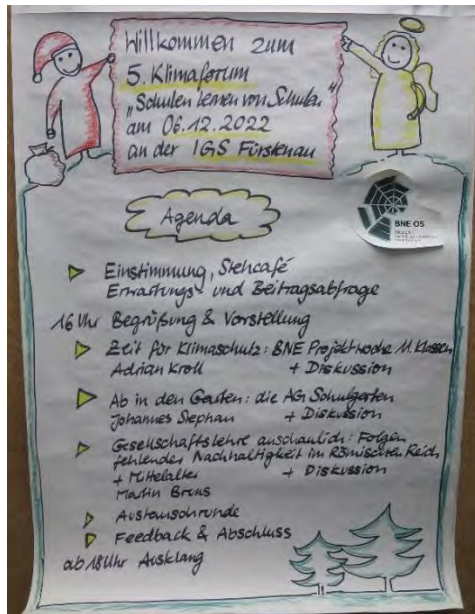 Willkommen zum
5. Klimaforum
"Schulen lernen von Schulen"
am 06.12.2022
an der IGS Fürstenau
Agenda
BNE OS
Einstimmung, Stehcafé
Erwartungs- und Beitragsabfrage
16 Uhr Begrüßung & Vorstellung
Zeit für Klimaschutz: BNE Projektwoche 11. Klassen
Adrian Kroll + Diskussion
Ab in den Garten: die AG Schulgarten
Johannes Stephan + Diskussion
Gesellschaftslehre anschaulich: Folgen
fehlender Nachhaltigkeit im Römischen Reich
+ Mittelalter + Diskussion
Martin Bruns
Austauschrunde
Feedback & Abschluss
ab 18 Uhr Ausklang